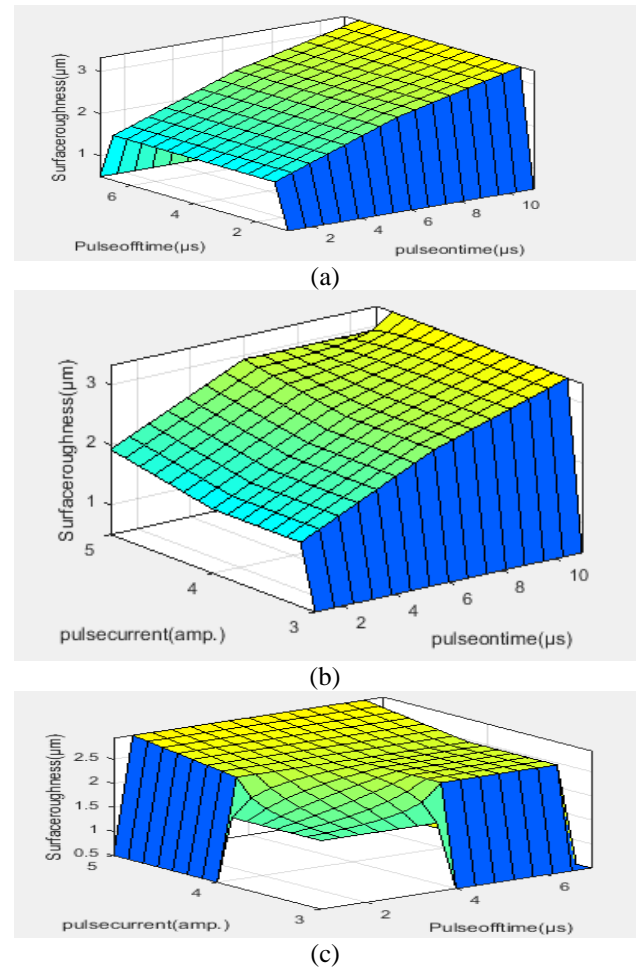 Surfaceroughness(µm)
3
2
1
6
4
2
Pulseofftime(µs)
2
4
6
8
10
pulseontime(µs)
(a)
Surfaceroughness(µm)
3
2
1
5
4
3
pulsecurrent(amp.)
2
4
6
8
10
pulseontime(µs)
(b)
Surfaceroughness(µm)
2.5
2
1.5
1
0.5
5
4
3
pulsecurrent(amp.)
2
4
6
Pulseofftime(µs)
(c)